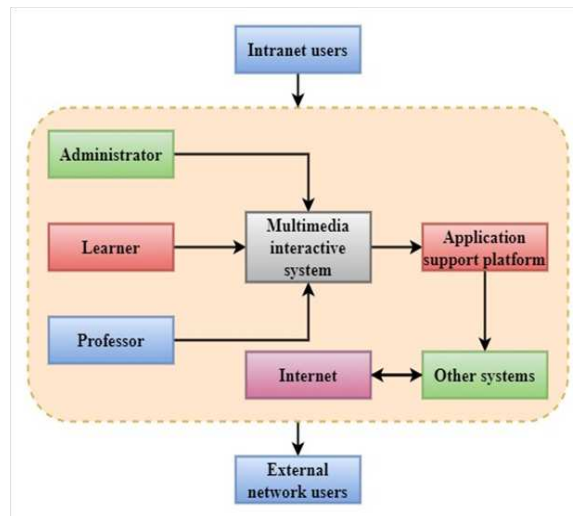 Intranet users
Administrator
Learner
Multimedia
interactive
system
Application
support platform
Professor
Internet
Other systems
External
network users